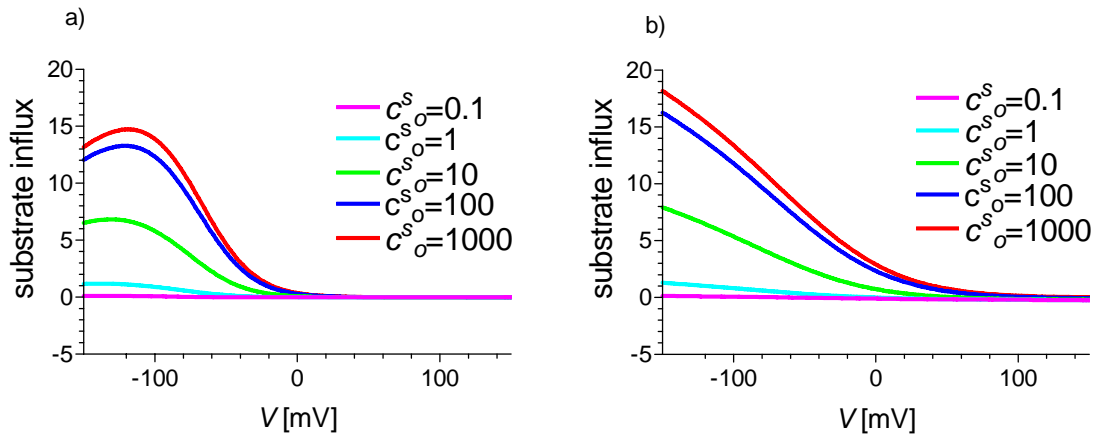 a)
substrate influx
20
15
10
5
0
-5
-100
0
100
V [mV]
c^s_o=0.1
c^s_o=1
c^s_o=10
c^s_o=100
c^s_o=1000
b)
substrate influx
20
15
10
5
0
-5
-100
0
100
V [mV]
c^s_o=0.1
c^s_o=1
c^s_o=10
c^s_o=100
c^s_o=1000